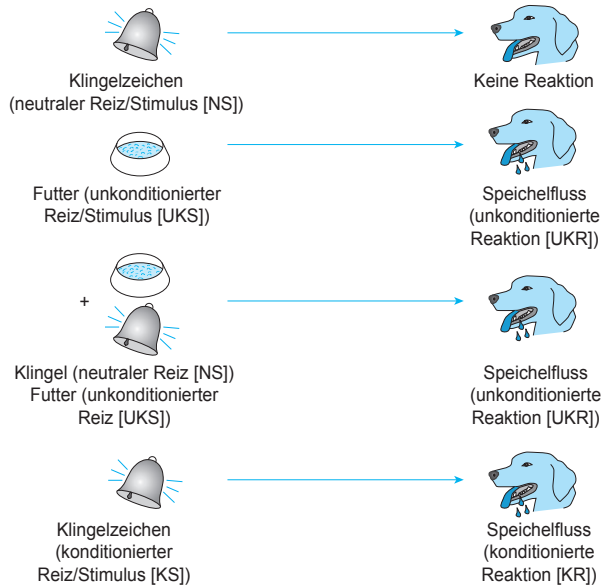 Klingelzeichen
(neutraler Reiz/Stimulus [NS])
Keine Reaktion
Futter (unkonditionierter
Reiz/Stimulus [UKS])
Speichelfluss
(unkonditionierte
Reaktion [UKR])
+
Klingel (neutraler Reiz [NS])
Futter (unkonditionierter
Reiz [UKS])
Speichelfluss
(unkonditionierte
Reaktion [UKR])
Klingelzeichen
(konditionierter
Reiz/Stimulus [KS])
Speichelfluss
(konditionierte
Reaktion [KR])